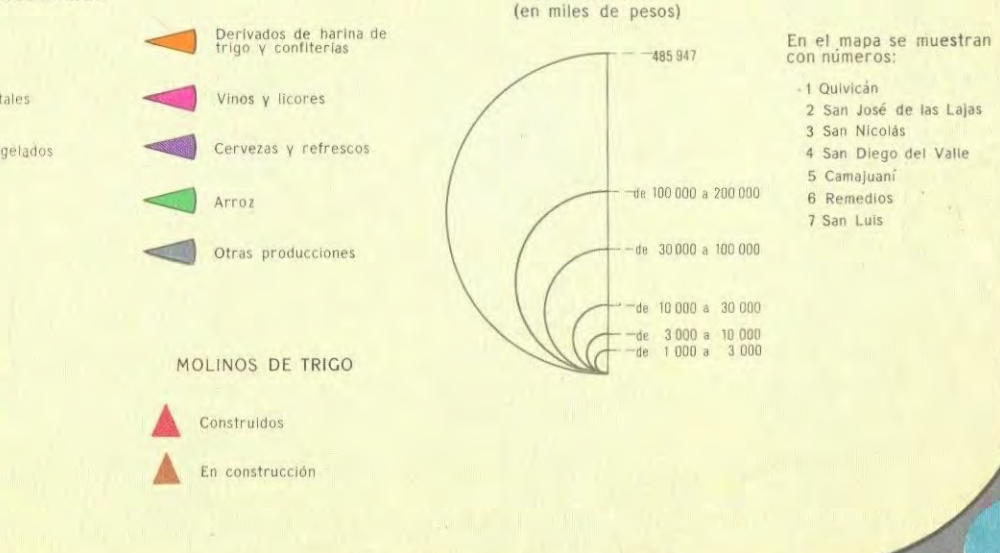 tales
gelados
Derivados de harina de
trigo y confiterías
Vinos y licores
Cervezas y refrescos
Arroz
Otras producciones
MOLINOS DE TRIGO
Construidos
En construcción
(en miles de pesos)
485 947
de 100 000 a 200 000
de 30 000 a 100 000
de 10 000 a 30 000
de 3 000 a 10 000
de 1 000 a 3 000
En el mapa se muestran
con números:
1 Quivicán
2 San José de las Lajas
3 San Nicolás
4 San Diego del Valle
5 Camajuaní
6 Remedios
7 San Luis